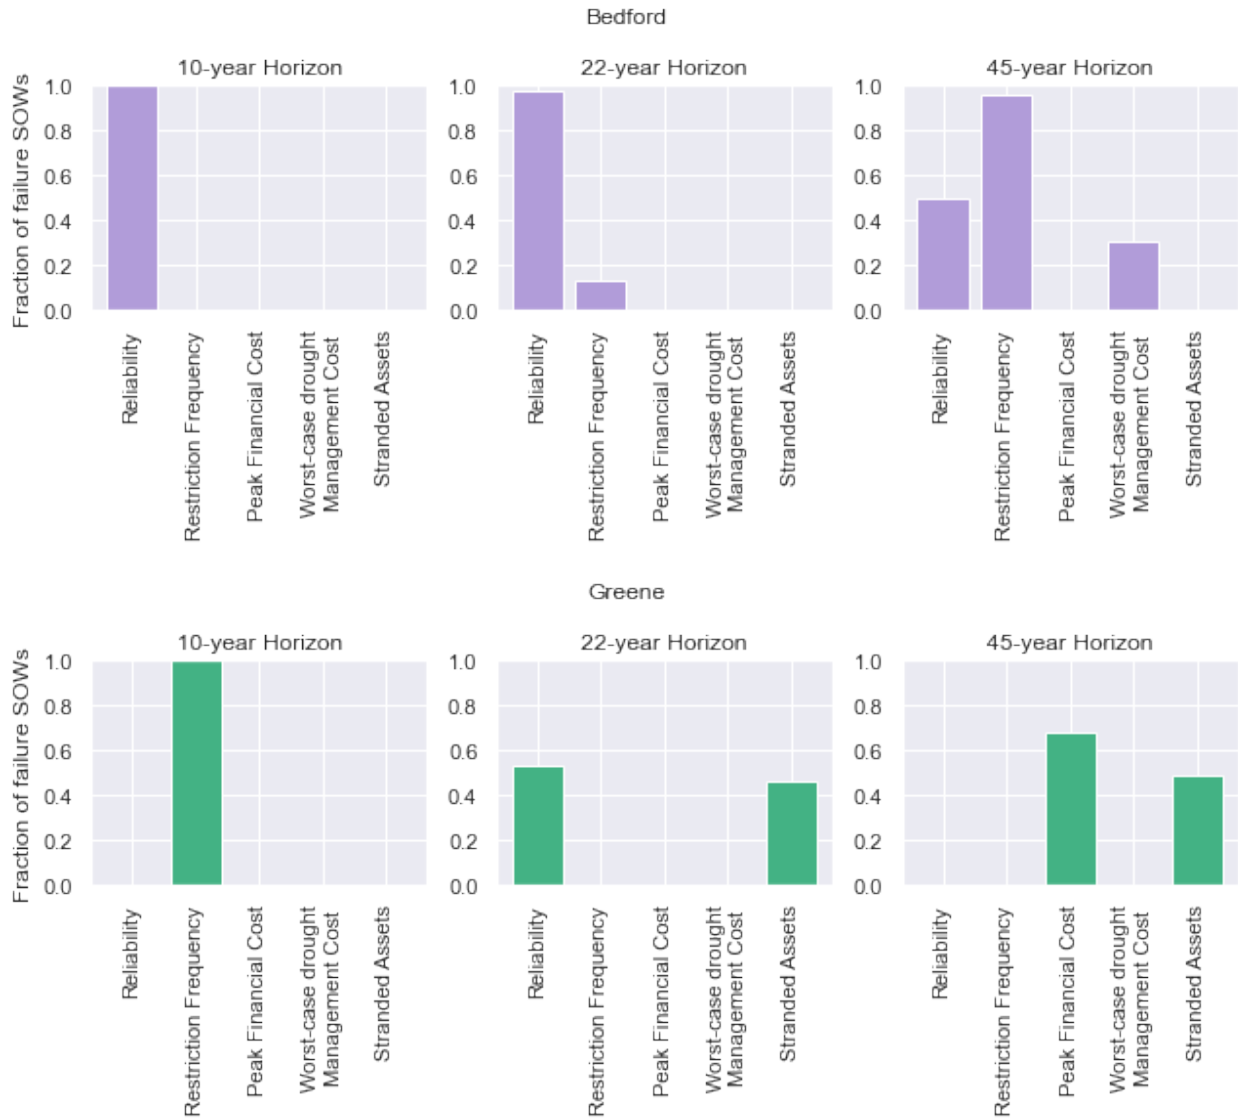 Bedford
10-year Horizon
22-year Horizon
45-year Horizon
Fraction of failure SOWs
1.0
0.8
0.6
0.4
0.2
0.0
1.0
0.8
0.6
0.4
0.2
0.0
1.0
0.8
0.6
0.4
0.2
0.0
Reliability
Restriction Frequency
Peak Financial Cost
Worst-case drought
Management Cost
Stranded Assets
Reliability
Restriction Frequency
Peak Financial Cost
Worst-case drought
Management Cost
Stranded Assets
Reliability
Restriction Frequency
Peak Financial Cost
Worst-case drought
Management Cost
Stranded Assets
Greene
10-year Horizon
22-year Horizon
45-year Horizon
Fraction of failure SOWs
1.0
0.8
0.6
0.4
0.2
0.0
1.0
0.8
0.6
0.4
0.2
0.0
1.0
0.8
0.6
0.4
0.2
0.0
Reliability
Restriction Frequency
Peak Financial Cost
Worst-case drought
Management Cost
Stranded Assets
Reliability
Restriction Frequency
Peak Financial Cost
Worst-case drought
Management Cost
Stranded Assets
Reliability
Restriction Frequency
Peak Financial Cost
Worst-case drought
Management Cost
Stranded Assets